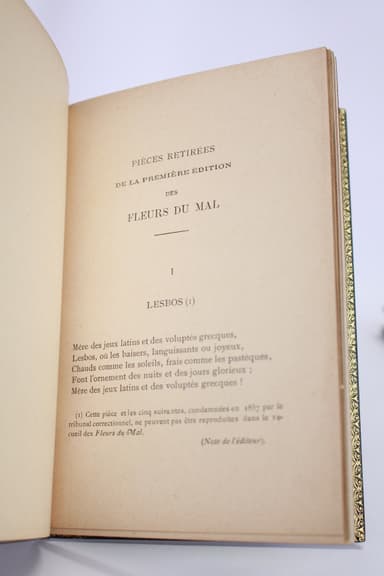 PIÈCES RETIRÉES
DE LA PREMIÈRE ÉDITION
DES
FLEURS DU MAL
I
LESBOS (1)
Mère des jeux latins et des voluptés grecques,
Lesbos, où les baisers, languissants ou joyeux,
Chauds comme les soleils, frais comme les pastèques,
Font l'ornement des nuits et des jours glorieux ;
Mère des jeux latins et des voluptés grecques !
(1) Cette pièce et les cinq suivantes, condamnées en 1857 par le
tribunal correctionnel, ne peuvent pas être reproduites dans le re-
cueil des Fleurs du Mal.
(Note de l'éditeur.)